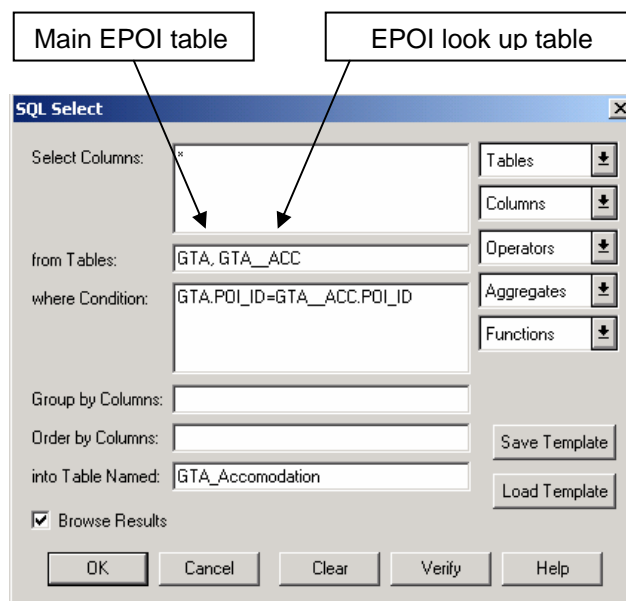 Main EPOI table
EPOI look up table
SQL Select
Select Columns:
*
Tables
Columns
from Tables:
GTA, GTA__ACC
Operators
where Condition:
GTA.POI_ID=GTA__ACC.POI_ID
Aggregates
Functions
Group by Columns:
Order by Columns:
Save Template
into Table Named:
GTA_Accomodation
Load Template
Browse Results
OK
Cancel
Clear
Verify
Help